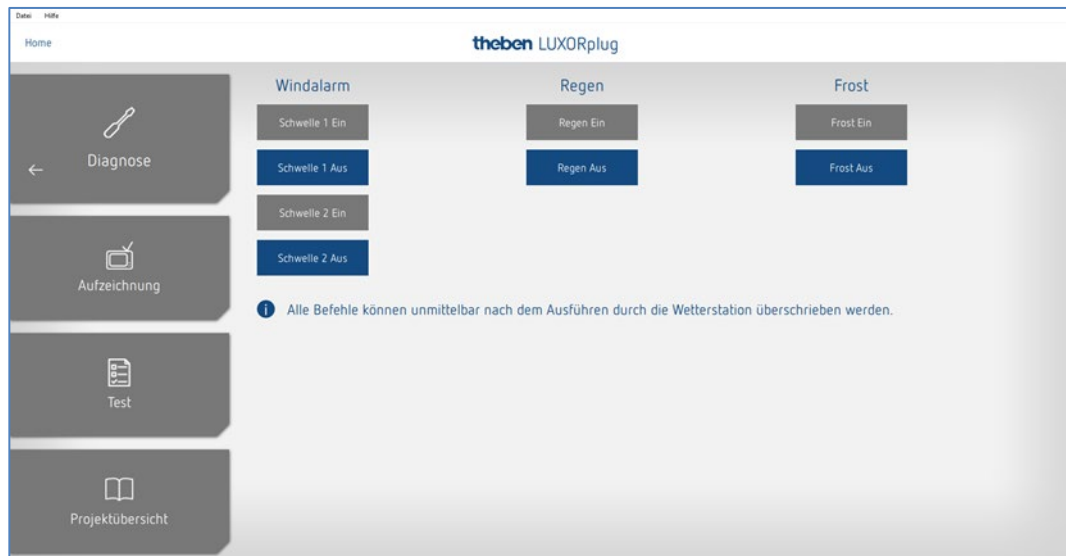 Datei Hilfe
Home
theben LUXORplug
Diagnose
Aufzeichnung
Test
Projektübersicht
Windalarm
Schwelle 1 Ein
Schwelle 1 Aus
Schwelle 2 Ein
Schwelle 2 Aus
Regen
Regen Ein
Regen Aus
Frost
Frost Ein
Frost Aus
Alle Befehle können unmittelbar nach dem Ausführen durch die Wetterstation überschrieben werden.